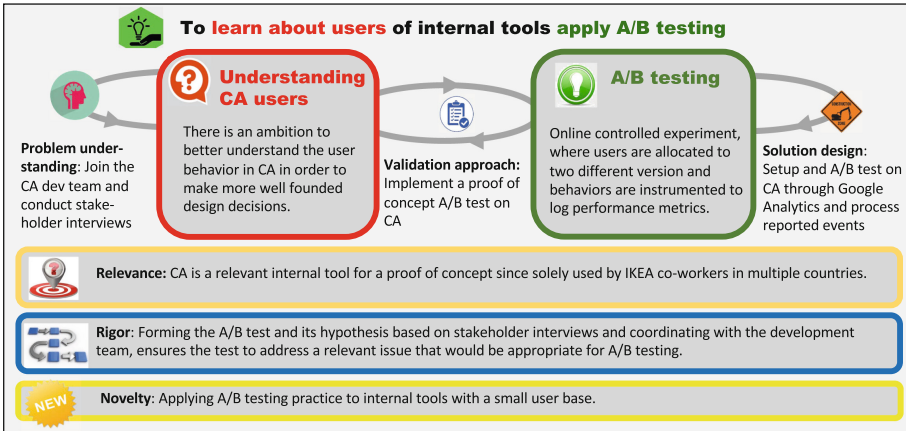 To learn about users of internal tools apply A/B testing
Understanding
CA users
There is an ambition to
better understand the user
behavior in CA in order to
make more well founded
design decisions.
A/B testing
Online controlled experiment,
where users are allocated to
two different version and
behaviors are instrumented to
log performance metrics.
Problem under-
standing: Join the
CA dev team and
conduct stake-
holder interviews
Validation approach:
Implement a proof of
concept A/B test on
CA
CONSTRUCTION
Solution design:
Setup and A/B test on
CA through Google
Analytics and process
reported events
Relevance: CA is a relevant internal tool for a proof of concept since solely used by IKEA co-workers in multiple countries.
Rigor: Forming the A/B test and its hypothesis based on stakeholder interviews and coordinating with the development
team, ensures the test to address a relevant issue that would be appropriate for A/B testing.
NEW
Novelty: Applying A/B testing practice to internal tools with a small user base.